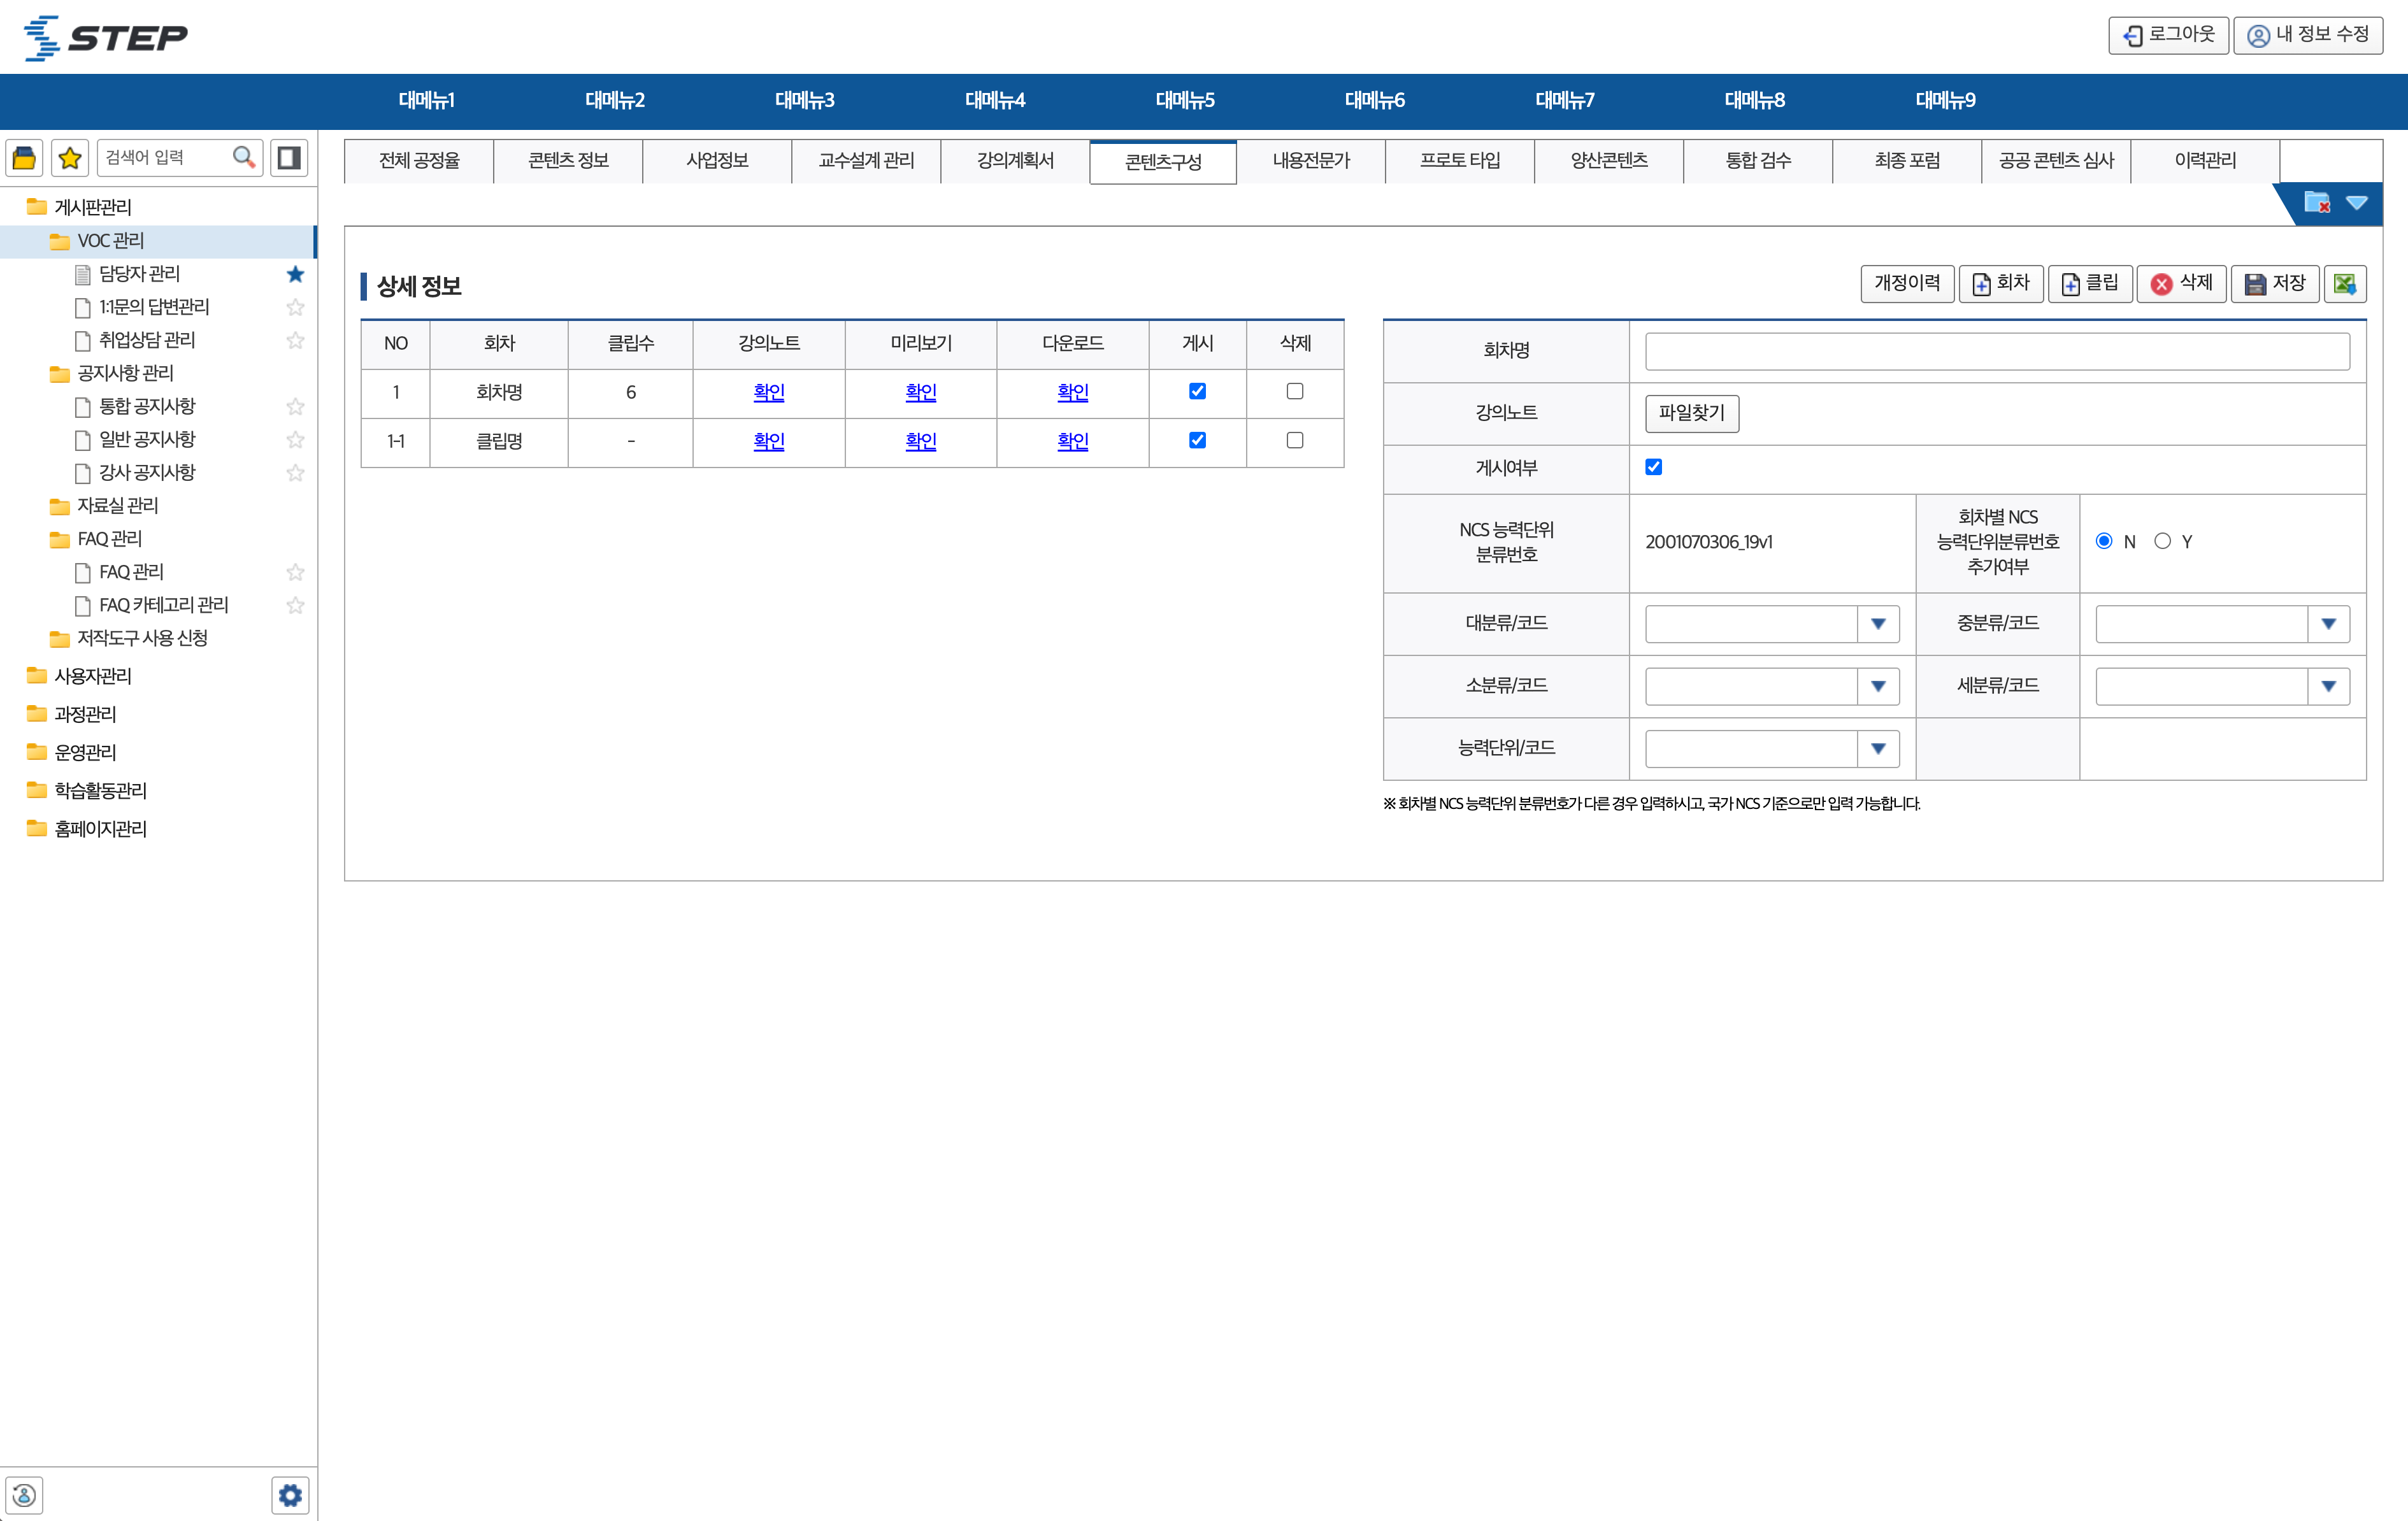 STEP
로그아웃
내 정보 수정
대메뉴1 대메뉴2 대메뉴3 대메뉴4 대메뉴5 대메뉴6 대메뉴7 대메뉴8 대메뉴9
검색어 입력
게시판관리
VOC 관리
담당자 관리
1:1문의 답변관리
취업상담 관리
공지사항 관리
통합 공지사항
일반 공지사항
강사 공지사항
자료실 관리
FAQ 관리
FAQ 관리
FAQ 카테고리 관리
저작도구 사용 신청
사용자관리
과정관리
운영관리
학습활동관리
홈페이지관리
전체 공정율 콘텐츠 정보 사업정보 교수설계 관리 강의계획서 콘텐츠구성 내용전문가 프로토 타입 양산콘텐츠 통합 검수 최종 포럼 공공 콘텐츠 심사 이력관리
상세 정보
개정이력 회차 클립 삭제 저장
NO 회차 클립수 강의노트 미리보기 다운로드 게시 삭제
1 회차명 6 확인 확인 확인
1-1 클립명 - 확인 확인 확인
회차명
강의노트 파일찾기
게시여부
NCS 능력단위
분류번호
2001070306_19v1
회차별 NCS
능력단위분류번호
추가여부
N Y
대분류/코드 중분류/코드
소분류/코드 세분류/코드
능력단위/코드
※ 회차별 NCS 능력단위 분류번호가 다른 경우 입력하시고, 국가 NCS 기준으로만 입력 가능합니다.